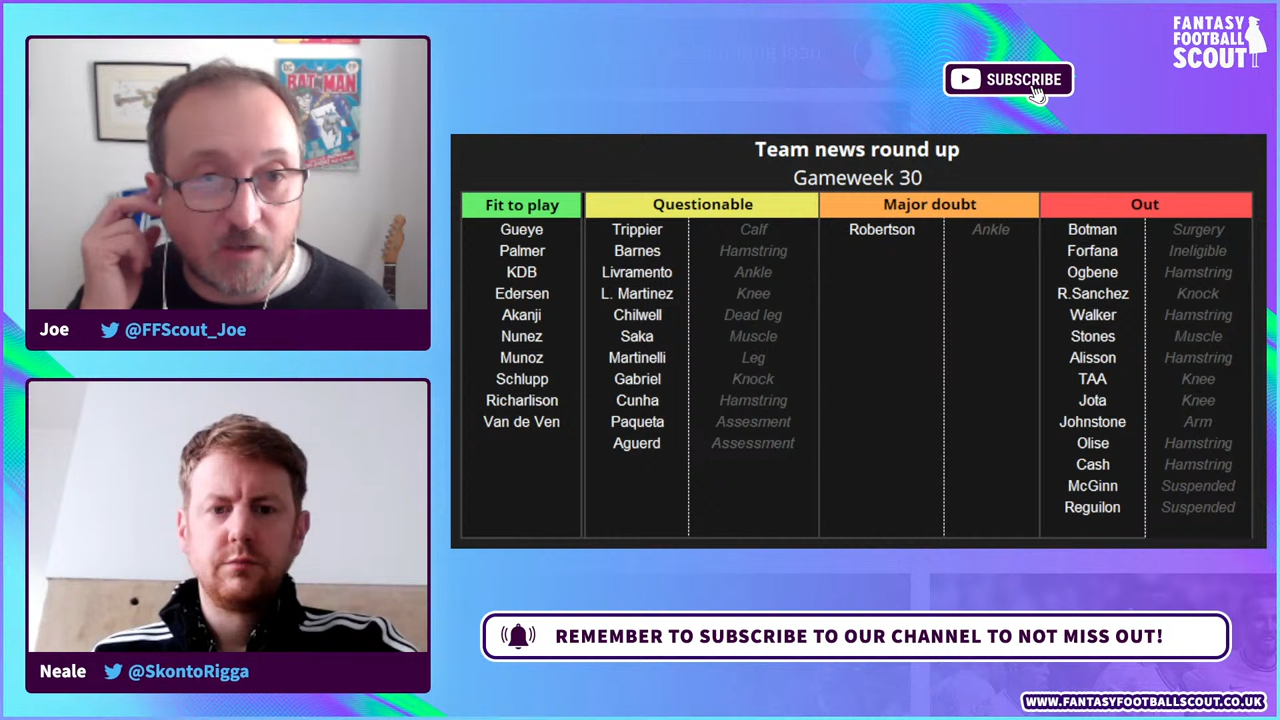 FANTASY
FOOTBALL
SCOUT
SUBSCRIBE
BATMAN
Joe @FFScout_Joe
Neale @SkontoRigga
Team news round up
Gameweek 30
Fit to play Questionable Major doubt Out
Gueye Trippier Calf Robertson Ankle Botman Surgery
Palmer Barnes Hamstring Forfana Ineligible
KDB Livramento Ankle Ogbene Hamstring
Edersen L. Martinez Knee R.Sanchez Knock
Akanji Chilwell Dead leg Walker Hamstring
Nunez Saka Muscle Stones Muscle
Munoz Martinelli Leg Alisson Hamstring
Schlupp Gabriel Knock TAA Knee
Richarlison Cunha Hamstring Jota Knee
Van de Ven Paqueta Assesment Johnstone Arm
Aguerd Assessment Olise Hamstring
Cash Hamstring
McGinn Suspended
Reguilon Suspended
REMEMBER TO SUBSCRIBE TO OUR CHANNEL TO NOT MISS OUT!
WWW.FANTASYFOOTBALLSCOUT.CO.UK